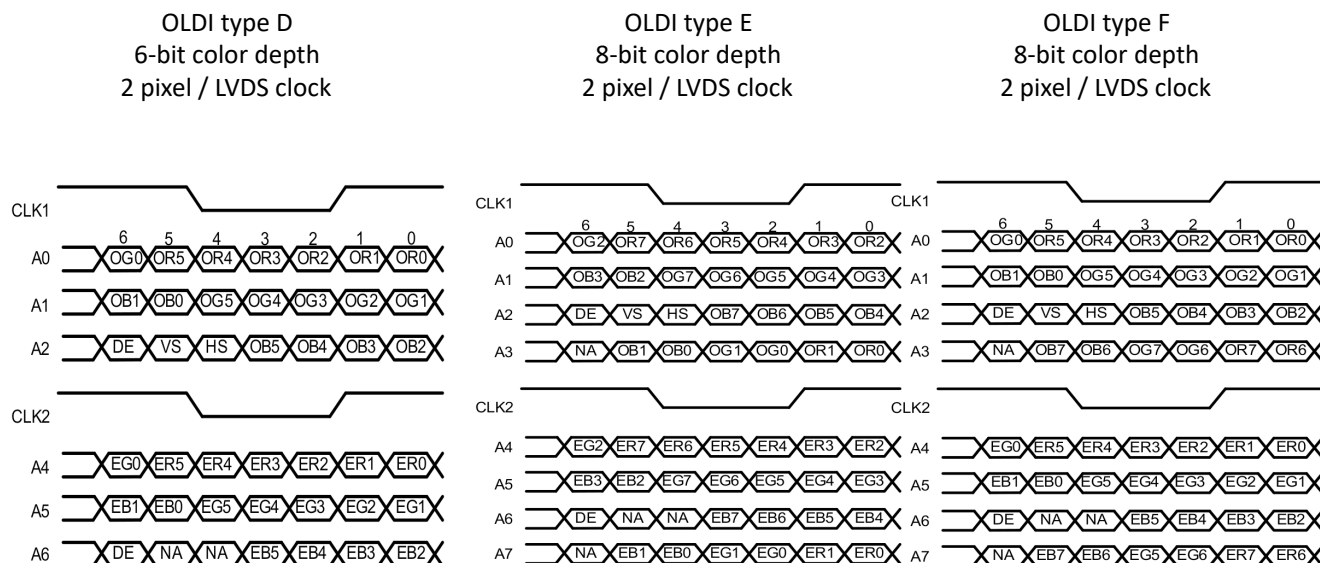 OLDI type D
6-bit color depth
2 pixel / LVDS clock
OLDI type E
8-bit color depth
2 pixel / LVDS clock
OLDI type F
8-bit color depth
2 pixel / LVDS clock
CLK1
6 5 4 3 2 1 0
A0 OG0 OR5 OR4 OR3 OR2 OR1 OR0
A1 OB1 OB0 OG5 OG4 OG3 OG2 OG1
A2 DE VS HS OB5 OB4 OB3 OB2
CLK2
A4 EG0 ER5 ER4 ER3 ER2 ER1 ER0
A5 EB1 EB0 EG5 EG4 EG3 EG2 EG1
A6 DE NA NA EB5 EB4 EB3 EB2
CLK1
6 5 4 3 2 1 0
A0 OG2 OR7 OR6 OR5 OR4 OR3 OR2
A1 OB3 OB2 OG7 OG6 OG5 OG4 OG3
A2 DE VS HS OB7 OB6 OB5 OB4
A3 NA OB1 OB0 OG1 OG0 OR1 OR0
CLK2
A4 EG2 ER7 ER6 ER5 ER4 ER3 ER2
A5 EB3 EB2 EG7 EG6 EG5 EG4 EG3
A6 DE NA NA EB7 EB6 EB5 EB4
A7 NA EB1 EB0 EG1 EG0 ER1 ER0
CLK1
6 5 4 3 2 1 0
A0 OG0 OR5 OR4 OR3 OR2 OR1 OR0
A1 OB1 OB0 OG5 OG4 OG3 OG2 OG1
A2 DE VS HS OB5 OB4 OB3 OB2
A3 NA OB7 OB6 OG7 OG6 OR7 OR6
CLK2
A4 EG0 ER5 ER4 ER3 ER2 ER1 ER0
A5 EB1 EB0 EG5 EG4 EG3 EG2 EG1
A6 DE NA NA EB5 EB4 EB3 EB2
A7 NA EB7 EB6 EG5 EG6 ER7 ER6